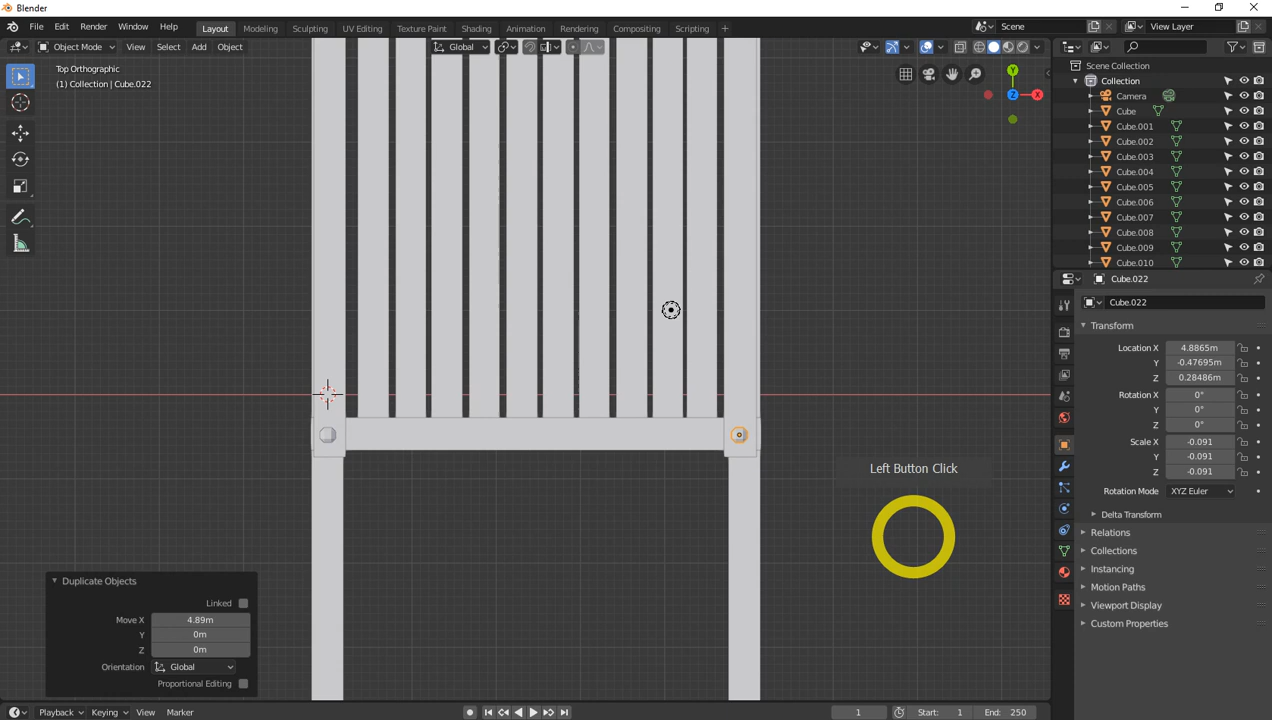 Blender
File Edit Render Window Help Layout Modeling Sculpting UV Editing Texture Paint Shading Animation Rendering Compositing Scripting + Scene View Layer
Object Mode View Select Add Object Global
Top Orthographic
(1) Collection | Cube.022
Y
Z X
Scene Collection
Collection
Camera
Cube
Cube.001
Cube.002
Cube.003
Cube.004
Cube.005
Cube.006
Cube.007
Cube.008
Cube.009
Cube.010
Cube.022
Cube.022
Transform
Location X 4.8865m
Y -0.47695m
Z 0.28486m
Rotation X 0°
Y 0°
Z 0°
Scale X -0.091
Y -0.091
Z -0.091
Rotation Mode XYZ Euler
Delta Transform
Relations
Collections
Instancing
Motion Paths
Viewport Display
Custom Properties
Left Button Click
Duplicate Objects
Linked
Move X 4.89m
Y 0m
Z 0m
Orientation Global
Proportional Editing
Playback Keying View Marker 1 Start: 1 End: 250